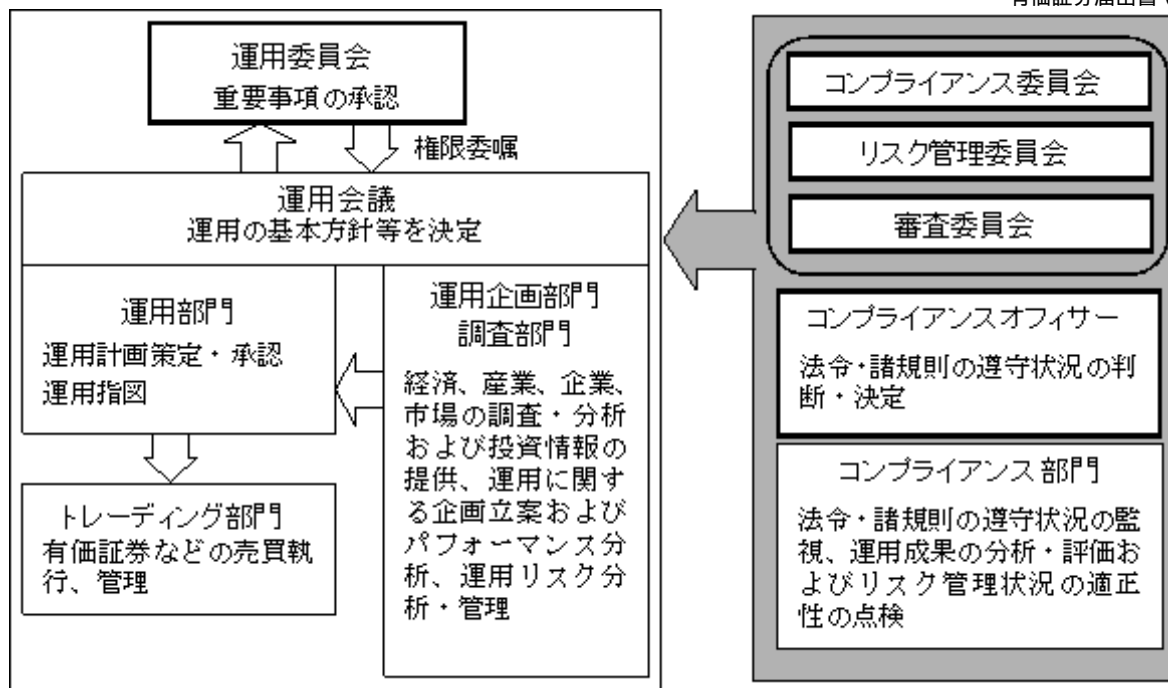 有価証券届出書
運用委員会
重要事項の承認
権限委嘱
運用会議
運用の基本方針等を決定
運用部門
運用計画策定・承認
運用指図
トレーディング部門
有価証券などの売買執
行、管理
運用企画部門
調査部門
経済、産業、企業、
市場の調査・分析
および投資情報の
提供、運用に関す
る企画立案および
パフォーマンス分
析、運用リスク分
析・管理
コンプライアンス委員会
リスク管理委員会
審査委員会
コンプライアンスオフィサー
法令・諸規則の遵守状況の判
断・決定
コンプライアンス部門
法令・諸規則の遵守状況の監
視、運用成果の分析・評価お
よびリスク管理状況の適正
性の点検